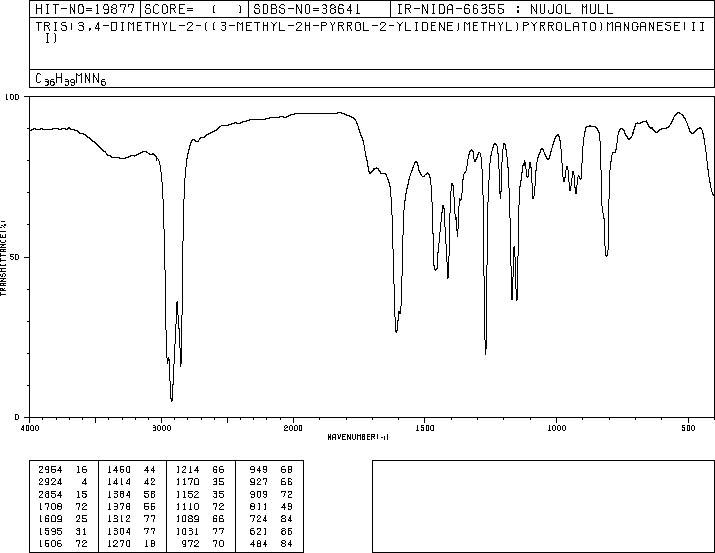 HIT-NO=19877 SCORE= ( ) SDBS-NO=38641 IR-NIDA-66355 : NUJOL MULL
TRIS(3,4-DIMETHYL-2-((3-METHYL-2H-PYRROL-2-YLIDENE)METHYL)PYRROLATO)MANGANESE(II
I)
C36H39MNN6
100
50
0
TRANSMITTANCE(%)
4000 3000 2000 1500 1000 500
WAVENUMBER(-1)
2954 16 1460 44 1214 66 949 68
2924 4 1414 42 1170 35 927 66
2854 15 1384 58 1152 35 909 72
1708 72 1378 55 1110 72 811 49
1609 25 1312 77 1089 66 724 84
1595 31 1304 77 1031 77 621 86
1506 72 1270 18 972 70 484 84